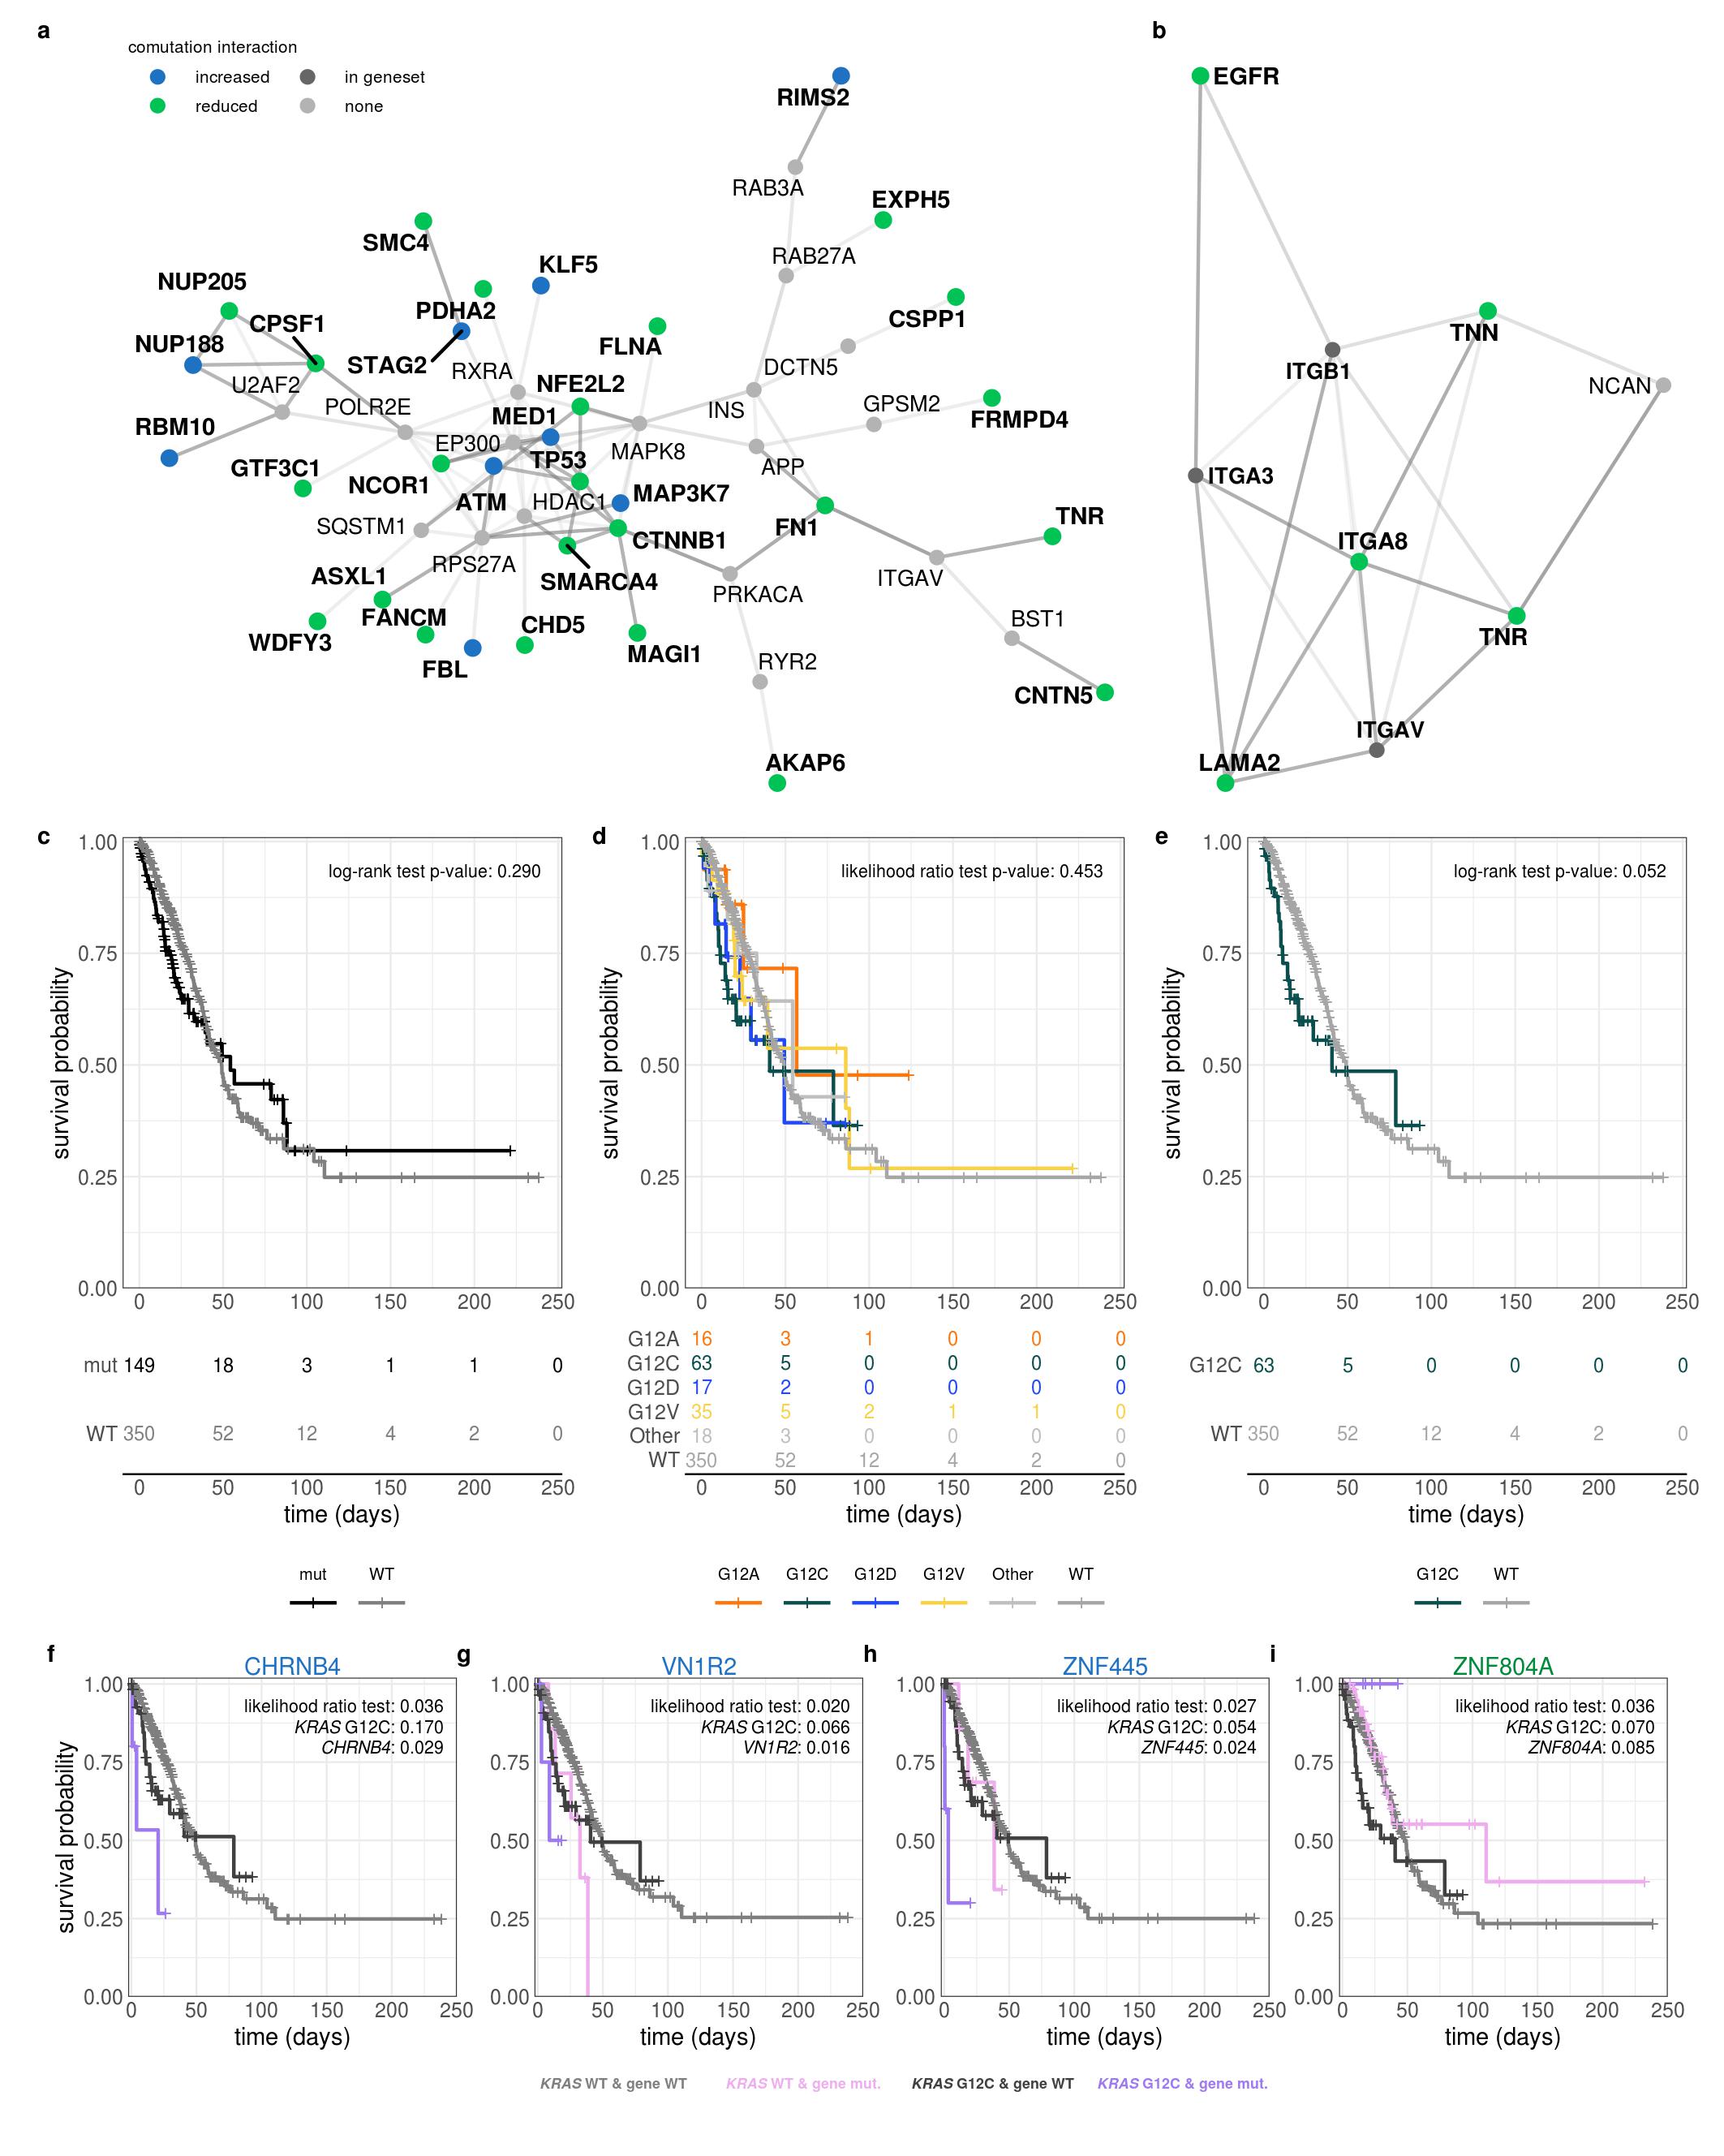 a
comutation interaction
increased
in geneset
reduced
none
RIMS2
RAB3A
EXPH5
SMC4
RAB27A
KLF5
NUP205
PDHA2
CPSF1
CSPP1
NUP188
FLNA
STAG2
RXRA
DCTN5
U2AF2
NFE2L2
POLR2E
MED1
INS
GPSM2
FRMPD4
RBM10
EP300
MAPK8
TP53
APP
GTF3C1
NCOR1
ATM
HDAC1
MAP3K7
SQSTM1
FN1
TNR
CTNNB1
RPS27A
ASXL1
SMARCA4
ITGAV
PRKACA
FANCM
CHD5
BST1
WDFY3
MAGI1
FBL
RYR2
CNTN5
AKAP6
b
EGFR
TNN
ITGB1
NCAN
ITGA3
ITGA8
TNR
ITGAV
LAMA2
c
survival probability
1.00
0.75
0.50
0.25
0.00
log-rank test p-value: 0.290
0 50 100 150 200 250
mut 149 18 3 1 1 0
WT 350 52 12 4 2 0
0 50 100 150 200 250
time (days)
mut WT
d
survival probability
1.00
0.75
0.50
0.25
0.00
likelihood ratio test p-value: 0.453
0 50 100 150 200 250
G12A 16 3 1 0 0 0
G12C 63 5 0 0 0 0
G12D 17 2 0 0 0 0
G12V 35 5 2 1 1 0
Other 18 3 0 0 0 0
WT 350 52 12 4 2 0
0 50 100 150 200 250
time (days)
G12A G12C G12D G12V Other WT
e
survival probability
1.00
0.75
0.50
0.25
0.00
log-rank test p-value: 0.052
0 50 100 150 200 250
G12C 63 5 0 0 0 0
WT 350 52 12 4 2 0
0 50 100 150 200 250
time (days)
G12C WT
f
CHRNB4
survival probability
1.00
0.75
0.50
0.25
0.00
likelihood ratio test: 0.036
KRAS G12C: 0.170
CHRNB4: 0.029
0 50 100 150 200 250
time (days)
g
VN1R2
1.00
0.75
0.50
0.25
0.00
likelihood ratio test: 0.020
KRAS G12C: 0.066
VN1R2: 0.016
0 50 100 150 200 250
time (days)
h
ZNF445
1.00
0.75
0.50
0.25
0.00
likelihood ratio test: 0.027
KRAS G12C: 0.054
ZNF445: 0.024
0 50 100 150 200 250
time (days)
i
ZNF804A
1.00
0.75
0.50
0.25
0.00
likelihood ratio test: 0.036
KRAS G12C: 0.070
ZNF804A: 0.085
0 50 100 150 200 250
time (days)
KRAS WT & gene WT KRAS WT & gene mut. KRAS G12C & gene WT KRAS G12C & gene mut.